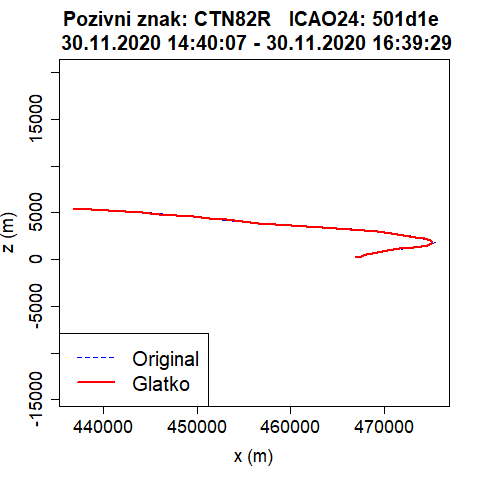 Pozivni znak: CTN82R   ICAO24: 501d1e
30.11.2020 14:40:07 - 30.11.2020 16:39:29
z (m)
15000
5000
0
-5000
-15000
Original
Glatko
440000 450000 460000 470000
x (m)